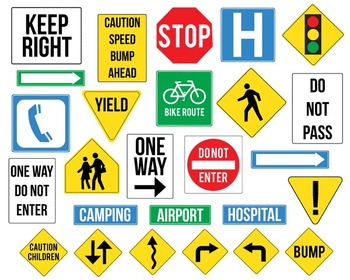 KEEP
RIGHT
CAUTION
SPEED
BUMP
AHEAD
STOP
H
YIELD
BIKE ROUTE
DO
NOT
PASS
ONE WAY
DO NOT
ENTER
ONE
WAY
DO NOT
ENTER
CAMPING
AIRPORT
HOSPITAL
!
CAUTION
CHILDREN
BUMP